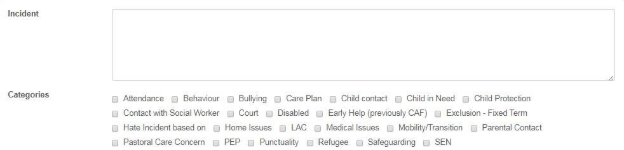 Incident
Categories
Attendance Behaviour Bullying Care Plan Child contact Child in Need Child Protection
Contact with Social Worker Court Disabled Early Help (previously CAF) Exclusion - Fixed Term
Hate Incident based on Home Issues LAC Medical Issues Mobility/Transition Parental Contact
Pastoral Care Concern PEP Punctuality Refugee Safeguarding SEN